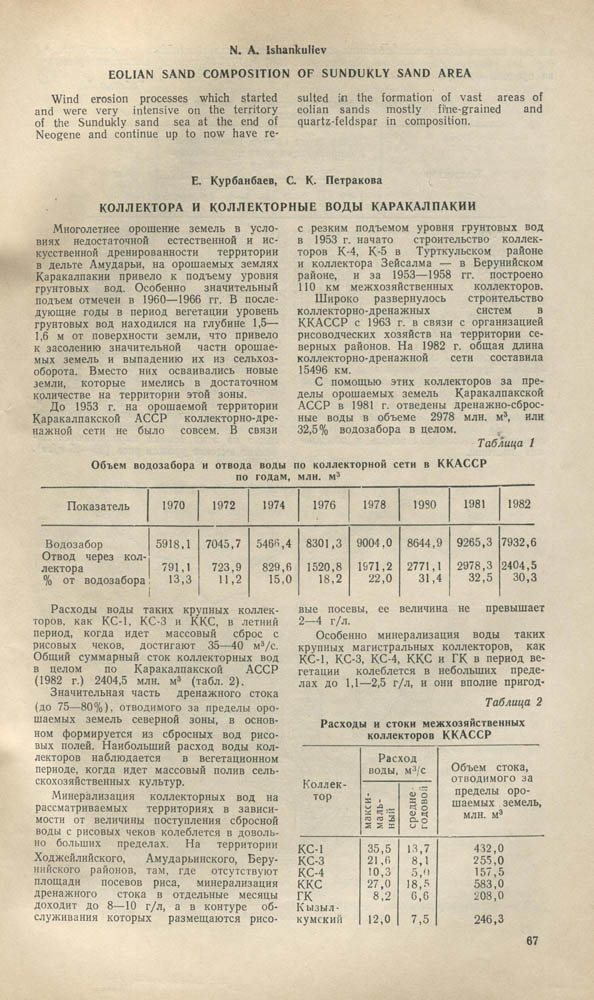 N. A. Ishankuliev
EOLIAN SAND COMPOSITION OF SUNDUKLY SAND AREA
Wind erosion processes which started
and were very intensive on the territory
of the Sundukly sand sea at the end of
Neogene and continue up to now have re-
sulted in the formation of vast areas of
eolian sands mostly fine-grained and
quartz-feldspar in composition.
Е. Курбанбаев, С. К. Петракова
КОЛЛЕКТОРА И КОЛЛЕКТОРНЫЕ ВОДЫ КАРАКАЛПАКИИ
Многолетнее орошение земель в усло-
виях недостаточной естественной и ис-
кусственной дренированности территории
в дельте Амударьи, на орошаемых землях
Каракалпакии привело к подъему уровня
грунтовых вод. Особенно значительный
подъем отмечен в 1960—1966 гг. В после-
дующие годы в период вегетации уровень
грунтовых вод находился на глубине 1,5—
1,6 м от поверхности земли, что привело
к засолению значительной части орошае-
мых земель и выпадению их из сельхоз-
оборота. Вместо них осваивались новые
земли, которые имелись в достаточном
количестве на территории этой зоны.
До 1953 г. на орошаемой территории
Каракалпакской АССР коллекторно-дре-
нажной сети не было совсем. В связи
с резким подъемом уровня грунтовых вод
в 1953 г. начато строительство коллек-
торов К-4, К-5 в Турткульском районе
и коллектора Зейсалма — в Берунийском
районе, и за 1953—1958 гг. построено
110 км межхозяйственных коллекторов.
Широко развернулось строительство
коллекторно-дренажных систем в
ККАССР с 1963 г. в связи с организацией
рисоводческих хозяйств на территории се-
верных районов. На 1982 г. общая длина
коллекторно-дренажной сети составила
15496 км.
С помощью этих коллекторов за пре-
делы орошаемых земель Каракалпакской
АССР в 1981 г. отведены дренажно-сброс-
ные воды в объеме 2978 млн. м³, или
32,5% водозабора в целом.
Таблица 1
Объем водозабора и отвода воды по коллекторной сети в ККАССР
по годам, млн. м³
Показатель 1970 1972 1974 1976 1978 1980 1981 1982
Водозабор 5918,1 7045,7 5466,4 8301,3 9004,0 8644,9 9265,3 7932,6
Отвод через кол-
лектора 791,1 723,9 829,6 1520,8 1971,2 2771,1 2978,3 2404,5
% от водозабора 13,3 11,2 15,0 18,2 22,0 31,4 32,5 30,3
Расходы воды таких крупных коллек-
торов, как КС-1, КС-3 и ККС, в летний
период, когда идет массовый сброс с
рисовых чеков, достигают 35—40 м³/с.
Общий суммарный сток коллекторных вод
в целом по Каракалпакской АССР
(1982 г.) 2404,5 млн. м³ (табл. 2).
Значительная часть дренажного стока
(до 75—80%), отводимого за пределы оро-
шаемых земель северной зоны, в основ-
ном формируется из сбросных вод рисо-
вых полей. Наибольший расход воды кол-
лекторов наблюдается в вегетационном
периоде, когда идет массовый полив сель-
скохозяйственных культур.
Минерализация коллекторных вод на
рассматриваемых территориях в зависи-
мости от величины поступления сбросной
воды с рисовых чеков колеблется в доволь-
но больших пределах. На территории
Ходжейлийского, Амударьинского, Беру-
нийского районов, там, где отсутствуют
площади посевов риса, минерализация
дренажного стока в отдельные месяцы
доходит до 8—10 г/л, а в контуре об-
служивания которых размещаются рисо-
вые посевы, ее величина не превышает
2—4 г/л.
Особенно минерализация воды таких
крупных магистральных коллекторов, как
КС-1, КС-3, КС-4, ККС и ГК в период ве-
гетации колеблется в небольших преде-
лах до 1,1—2,5 г/л, и они вполне пригод-
Таблица 2
Расходы и стоки межхозяйственных
коллекторов ККАССР
Коллек-
тор
Расход
воды, м³/с
макси-
маль-
ный
средне-
годовой
Объем стока,
отводимого за
пределы оро-
шаемых земель,
млн. м³
КС-1 35,5 13,7 432,0
КС-3 21,6 8,1 255,0
КС-4 10,3 5,0 157,5
ККС 27,0 18,5 583,0
ГК 8,2 6,6 208,0
Кызыл-
кумский 12,0 7,5 246,3
67